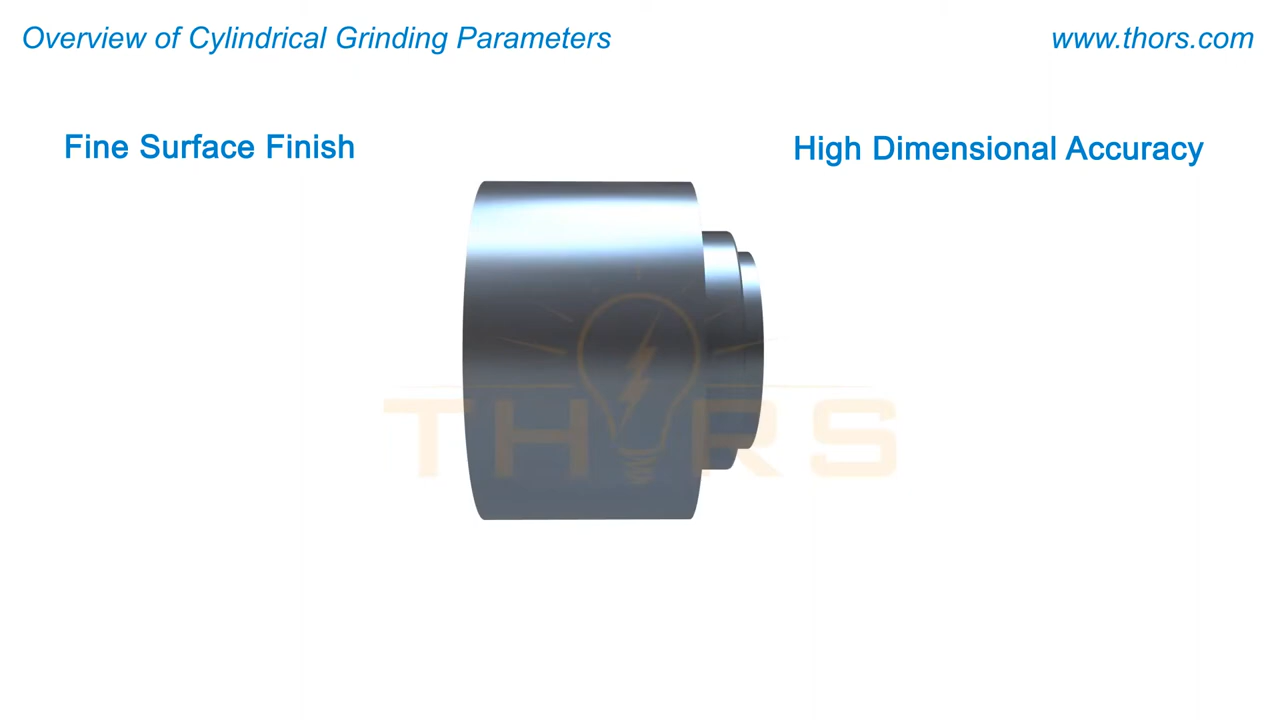 Overview of Cylindrical Grinding Parameters
www.thors.com
Fine Surface Finish
High Dimensional Accuracy
THORS